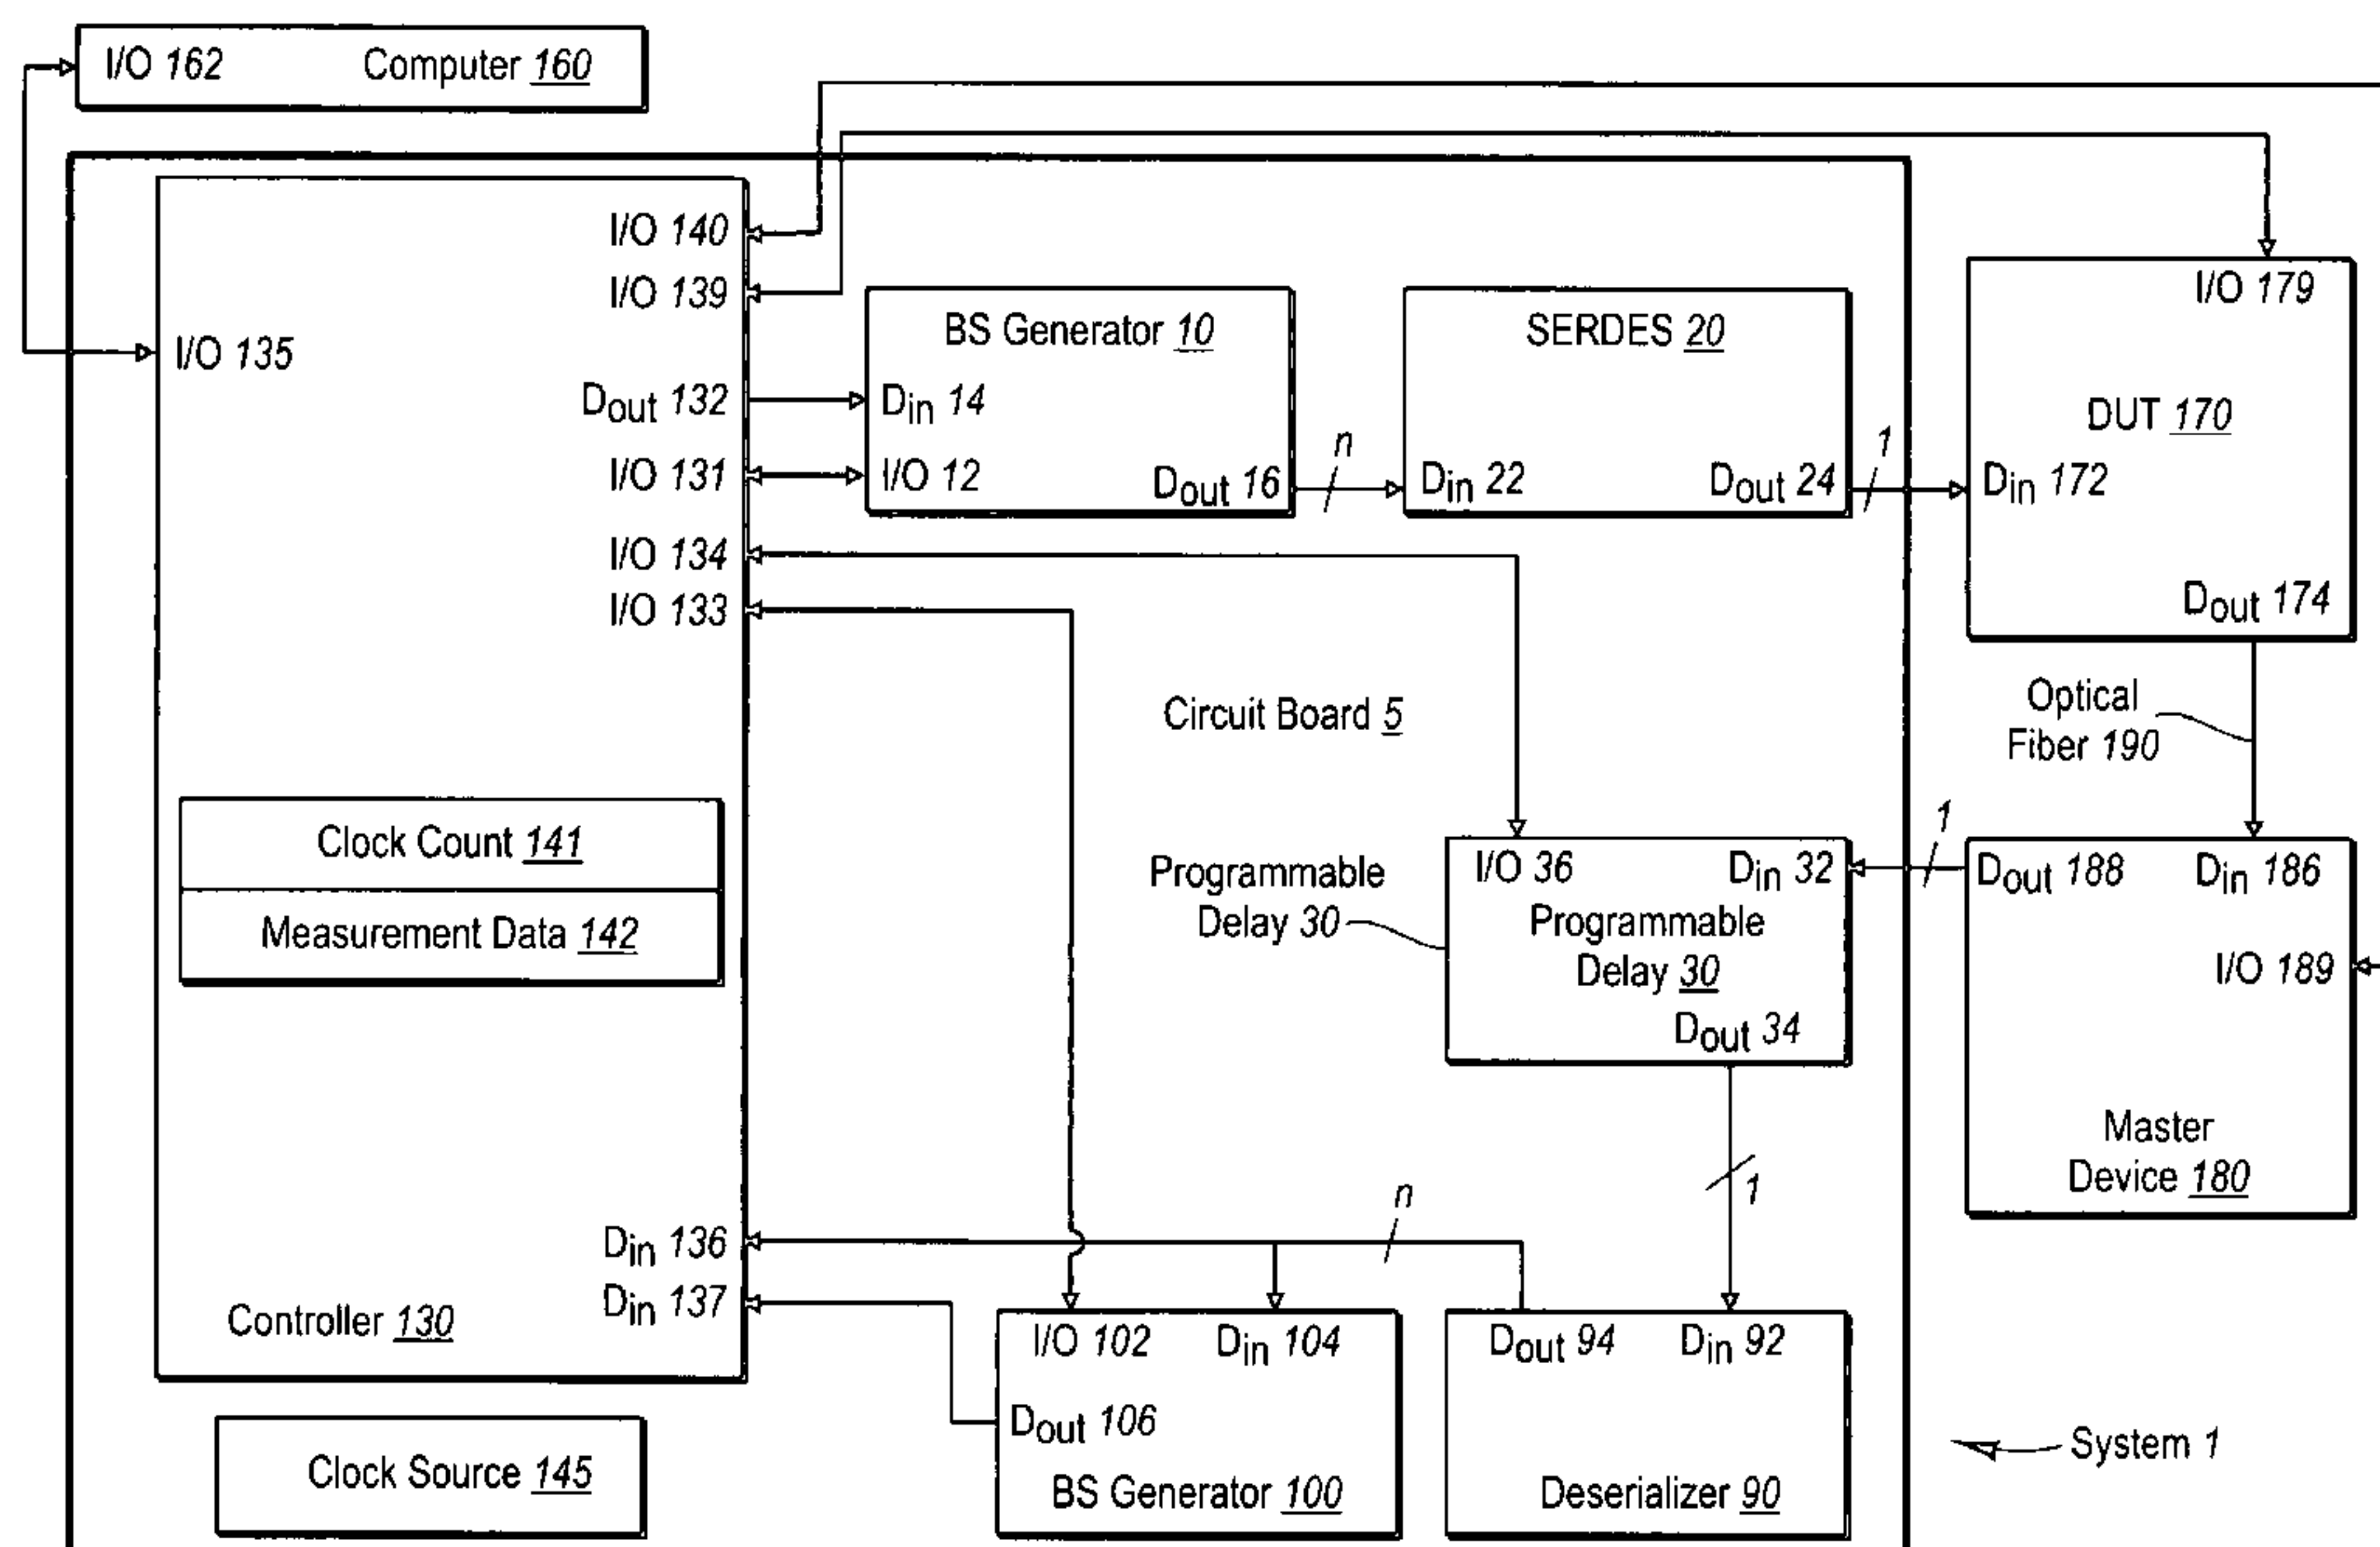 I/O 162 Computer 160
I/O 140
I/O 139
I/O 135
Dout 132
I/O 131
I/O 134
I/O 133
Clock Count 141
Measurement Data 142
Din 136
Din 137
Controller 130
Clock Source 145
BS Generator 10
Din 14
I/O 12
Dout 16
n
SERDES 20
Din 22
Dout 24
1
I/O 179
DUT 170
Din 172
Dout 174
Circuit Board 5
Optical
Fiber 190
Programmable
Delay 30
I/O 36
Din 32
Programmable
Delay 30
Dout 34
1
Dout 188
Din 186
I/O 189
Master
Device 180
1
n
I/O 102
Din 104
Dout 106
BS Generator 100
Dout 94
Din 92
Deserializer 90
System 1